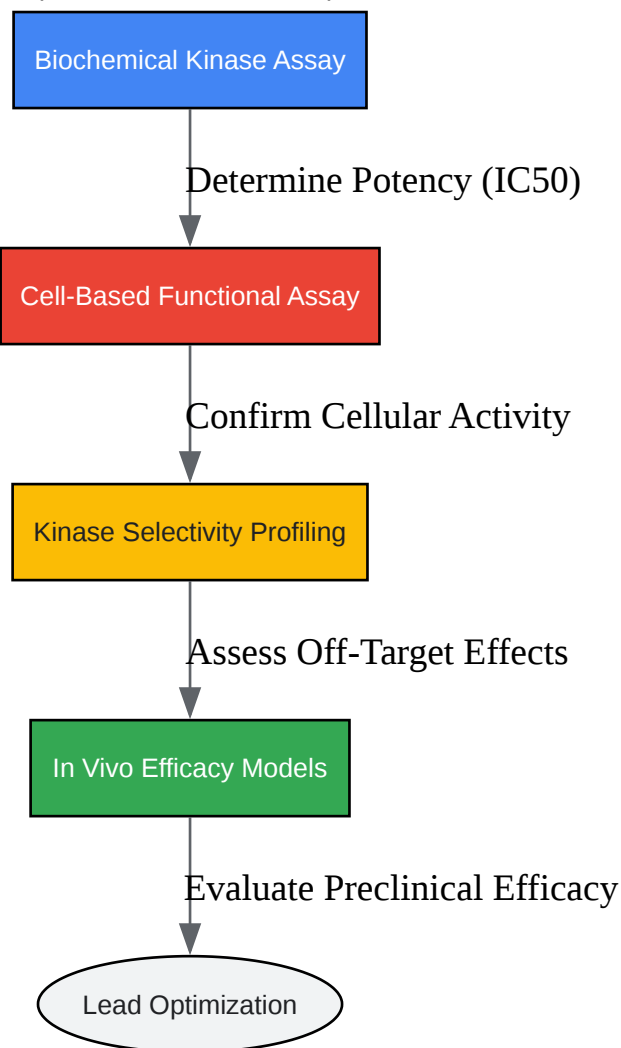 Biochemical Kinase Assay
Determine Potency (IC50)
Cell-Based Functional Assay
Confirm Cellular Activity
Kinase Selectivity Profiling
Assess Off-Target Effects
In Vivo Efficacy Models
Evaluate Preclinical Efficacy
Lead Optimization